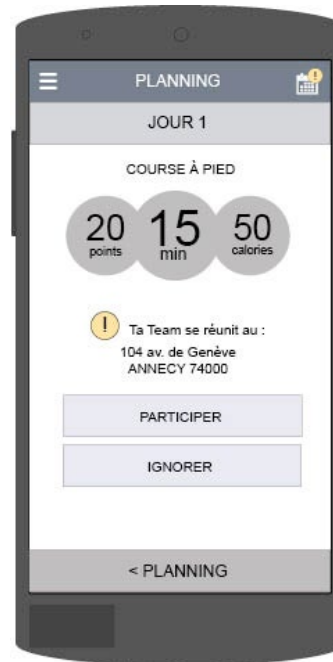 PLANNING
!
JOUR 1
COURSE À PIED
20 points
15 min
50 calories
! Ta Team se réunit au :
104 av. de Genève
ANNECY 74000
PARTICIPER
IGNORER
< PLANNING